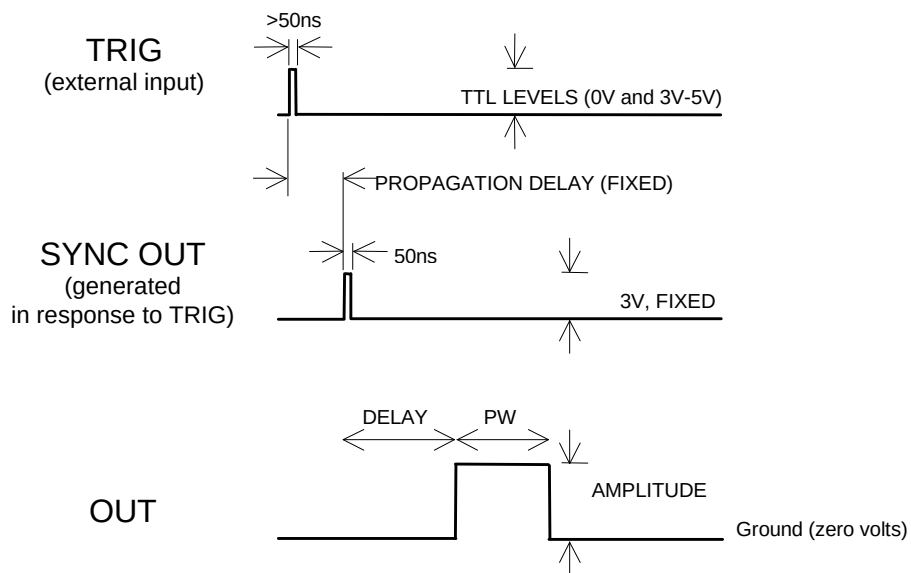 >50ns
TRIG
(external input)
TTL LEVELS (0V and 3V-5V)
PROPAGATION DELAY (FIXED)
SYNC OUT
(generated
in response to TRIG)
50ns
3V, FIXED
DELAY
PW
AMPLITUDE
OUT
Ground (zero volts)